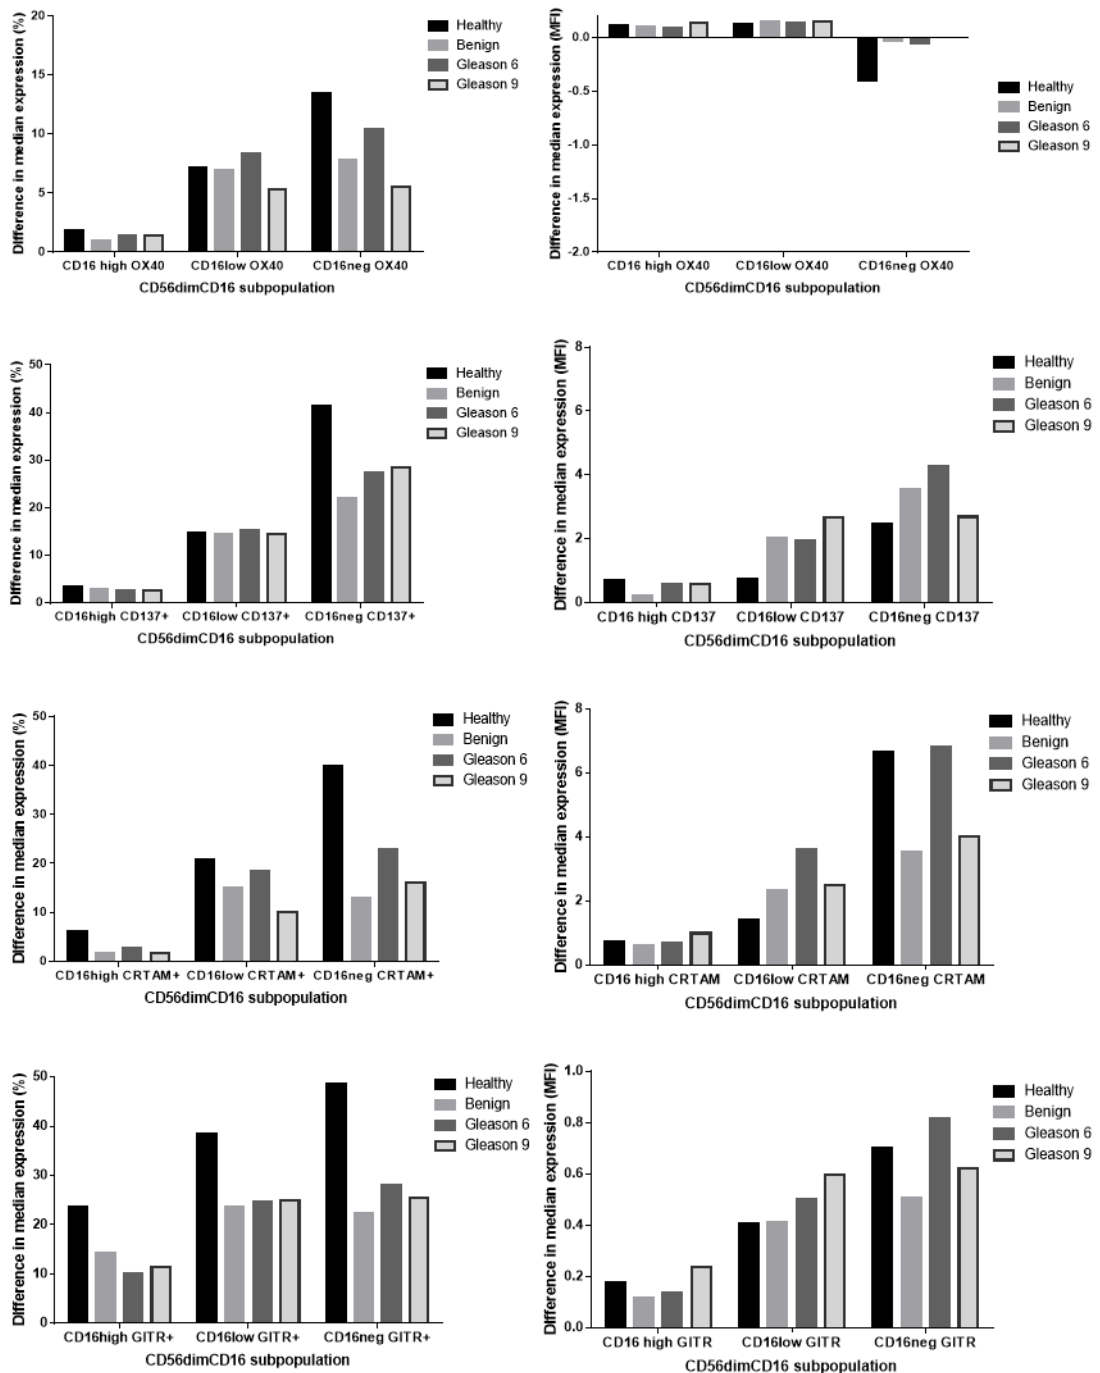 Difference in median expression (%)
20
15
10
5
0
Healthy
Benign
Gleason 6
Gleason 9
CD16 high OX40 CD16low OX40 CD16neg OX40
CD56dimCD16 subpopulation
Difference in median expression (MFI)
0.0
-0.5
-1.0
-1.5
-2.0
Healthy
Benign
Gleason 6
Gleason 9
CD16 high OX40 CD16low OX40 CD16neg OX40
CD56dimCD16 subpopulation
Difference in median expression (%)
50
40
30
20
10
0
Healthy
Benign
Gleason 6
Gleason 9
CD16high CD137+ CD16low CD137+ CD16neg CD137+
CD56dimCD16 subpopulation
Difference in median expression (MFI)
8
6
4
2
0
Healthy
Benign
Gleason 6
Gleason 9
CD16 high CD137 CD16low CD137 CD16neg CD137
CD56dimCD16 subpopulation
Difference in median expression (%)
50
40
30
20
10
0
Healthy
Benign
Gleason 6
Gleason 9
CD16high CRTAM+ CD16low CRTAM+ CD16neg CRTAM+
CD56dimCD16 subpopulation
Difference in median expression (MFI)
8
6
4
2
0
Healthy
Benign
Gleason 6
Gleason 9
CD16 high CRTAM CD16low CRTAM CD16neg CRTAM
CD56dimCD16 subpopulation
Difference in median expression (%)
50
40
30
20
10
0
Healthy
Benign
Gleason 6
Gleason 9
CD16high GITR+ CD16low GITR+ CD16neg GITR+
CD56dimCD16 subpopulation
Difference in median expression (MFI)
1.0
0.8
0.6
0.4
0.2
0.0
Healthy
Benign
Gleason 6
Gleason 9
CD16 high GITR CD16low GITR CD16neg GITR
CD56dimCD16 subpopulation